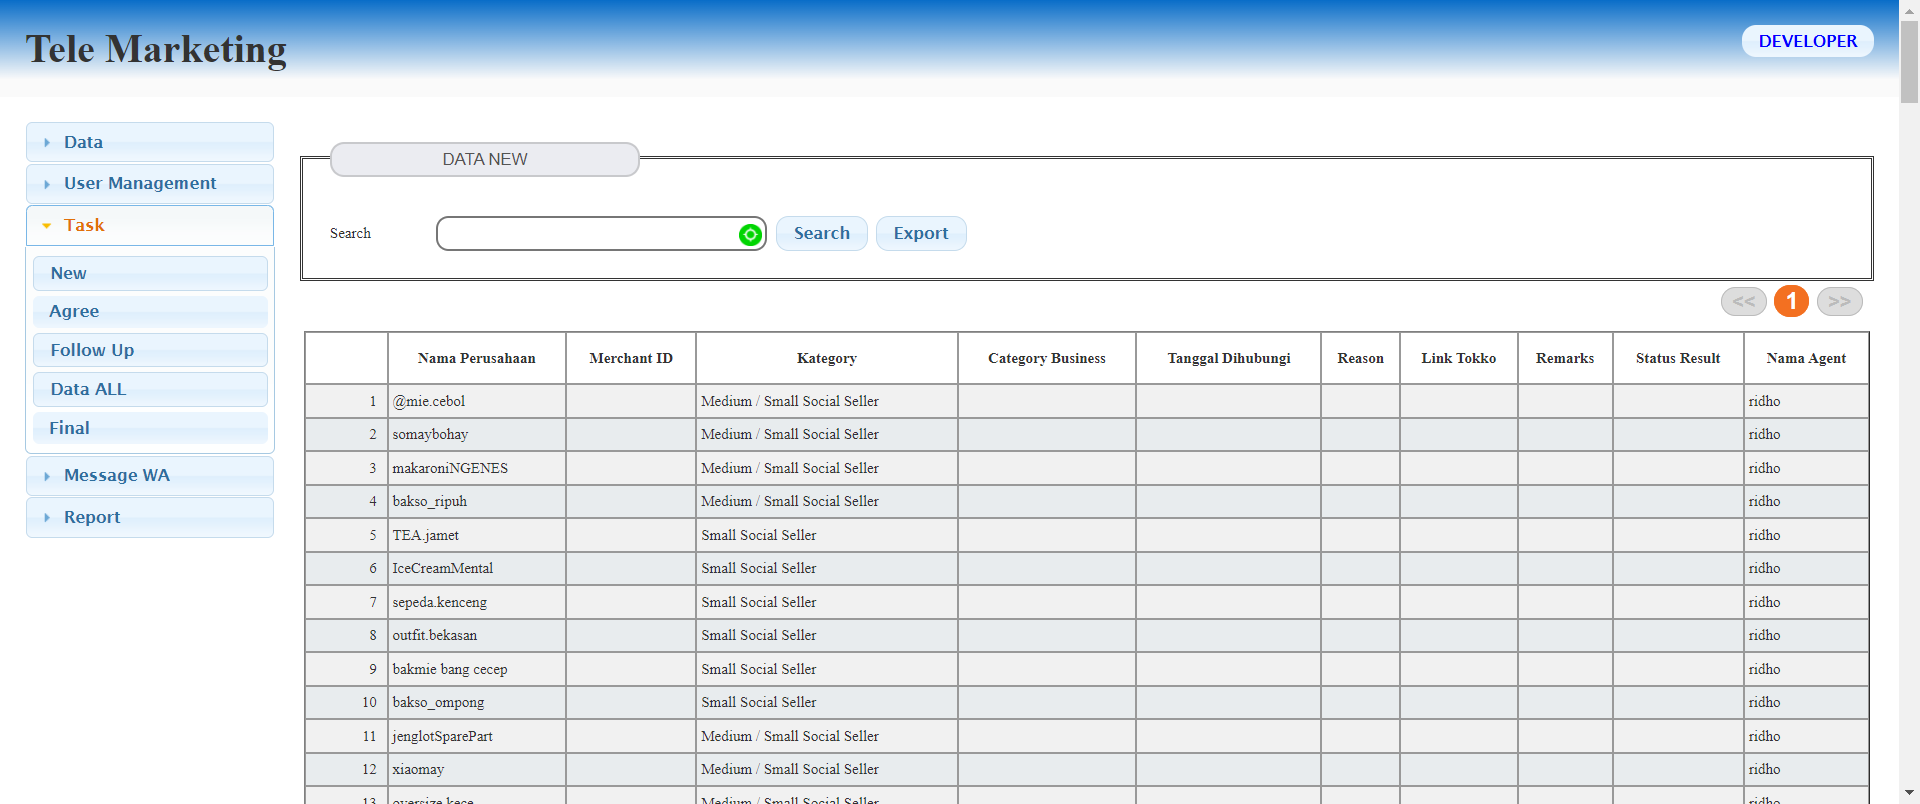 Tele Marketing
DEVELOPER
Data
User Management
Task
New
Agree
Follow Up
Data ALL
Final
Message WA
Report
DATA NEW
Search Search Export
<< 1 >>
Nama Perusahaan Merchant ID Kategory Category Business Tanggal Dihubungi Reason Link Tokko Remarks Status Result Nama Agent
1 @mie.cebol Medium / Small Social Seller ridho
2 somaybohay Medium / Small Social Seller ridho
3 makaroniNGENES Medium / Small Social Seller ridho
4 bakso_ripuh Medium / Small Social Seller ridho
5 TEA.jamet Small Social Seller ridho
6 IceCreamMental Small Social Seller ridho
7 sepeda.kenceng Small Social Seller ridho
8 outfit.bekasan Small Social Seller ridho
9 bakmie bang cecep Small Social Seller ridho
10 bakso_ompong Small Social Seller ridho
11 jenglotSparePart Medium / Small Social Seller ridho
12 xiaomay Medium / Small Social Seller ridho
13 oversize.kece Medium / Small Social Seller ridho